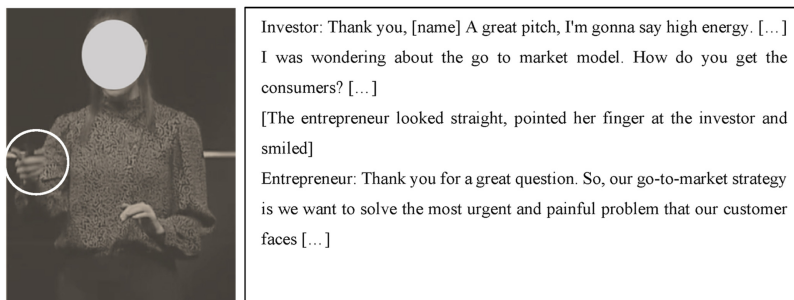 Investor: Thank you, [name] A great pitch, I'm gonna say high energy. […]
I was wondering about the go to market model. How do you get the
consumers? […]
[The entrepreneur looked straight, pointed her finger at the investor and
smiled]
Entrepreneur: Thank you for a great question. So, our go-to-market strategy
is we want to solve the most urgent and painful problem that our customer
faces […]